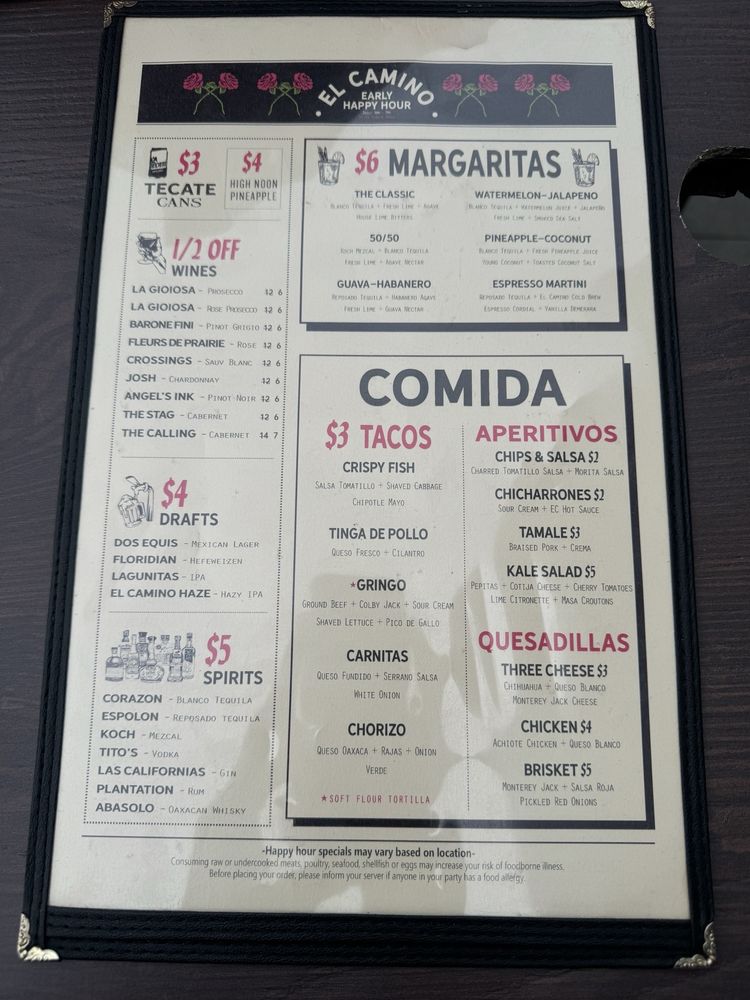 EL CAMINO
EARLY
HAPPY HOUR
$3
TECATE
CANS
$4
HIGH NOON
PINEAPPLE
1/2 OFF
WINES
LA GIOIOSA - PROSECCO 12 6
LA GIOIOSA - ROSE PROSECCO 12 6
BARONE FINI - PINOT GRIGIO 12 6
FLEURS DE PRAIRIE - ROSE 12 6
CROSSINGS - SAUV BLANC 12 6
JOSH - CHARDONNAY 12 6
ANGEL'S INK - PINOT NOIR 12 6
THE STAG - CABERNET 12 6
THE CALLING - CABERNET 14 7
$4
DRAFTS
DOS EQUIS - MEXICAN LAGER
FLORIDIAN - HEFEWEIZEN
LAGUNITAS - IPA
EL CAMINO HAZE - HAZY IPA
$5
SPIRITS
CORAZON - BLANCO TEQUILA
ESPOLON - REPOSADO TEQUILA
KOCH - MEZCAL
TITO'S - VODKA
LAS CALIFORNIAS - GIN
PLANTATION - RUM
ABASOLO - OAXACAN WHISKY
$6 MARGARITAS
THE CLASSIC
BLANCO TEQUILA + FRESH LIME + AGAVE
HOUSE LIME BITTERS
50/50
KOCH MEZCAL + BLANCO TEQUILA
FRESH LIME + AGAVE NECTAR
GUAVA-HABANERO
REPOSADO TEQUILA + HABANERO AGAVE
FRESH LIME + GUAVA NECTAR
WATERMELON-JALAPENO
BLANCO TEQUILA + WATERMELON JUICE + JALAPEÑO
FRESH LIME + SMOKED SEA SALT
PINEAPPLE-COCONUT
BLANCO TEQUILA + FRESH PINEAPPLE JUICE
YOUNG COCONUT + TOASTED COCONUT SALT
ESPRESSO MARTINI
REPOSADO TEQUILA + EL CAMINO COLD BREW
ESPRESSO CORDIAL + VANILLA DEMERARA
COMIDA
$3 TACOS
CRISPY FISH
SALSA TOMATILLO + SHAVED CABBAGE
CHIPOTLE MAYO
TINGA DE POLLO
QUESO FRESCO + CILANTRO
*GRINGO
GROUND BEEF + COLBY JACK + SOUR CREAM
SHAVED LETTUCE + PICO DE GALLO
CARNITAS
QUESO FUNDIDO + SERRANO SALSA
WHITE ONION
CHORIZO
QUESO OAXACA + RAJAS + ONION
VERDE
*SOFT FLOUR TORTILLA
APERITIVOS
CHIPS & SALSA $2
CHARRED TOMATILLO SALSA + MORITA SALSA
CHICHARRONES $2
SOUR CREAM + EC HOT SAUCE
TAMALE $3
BRAISED PORK + CREMA
KALE SALAD $5
PEPITAS + COTIJA CHEESE + CHERRY TOMATOES
LIME CITRONETTE + MASA CROUTONS
QUESADILLAS
THREE CHEESE $3
CHIHUAHUA + QUESO BLANCO
MONTEREY JACK CHEESE
CHICKEN $4
ACHIOTE CHICKEN + QUESO BLANCO
BRISKET $5
MONTEREY JACK + SALSA ROJA
PICKLED RED ONIONS
-Happy hour specials may vary based on location-
Consuming raw or undercooked meats, poultry, seafood, shellfish or eggs may increase your risk of foodborne illness.
Before placing your order, please inform your server if anyone in your party has a food allergy.